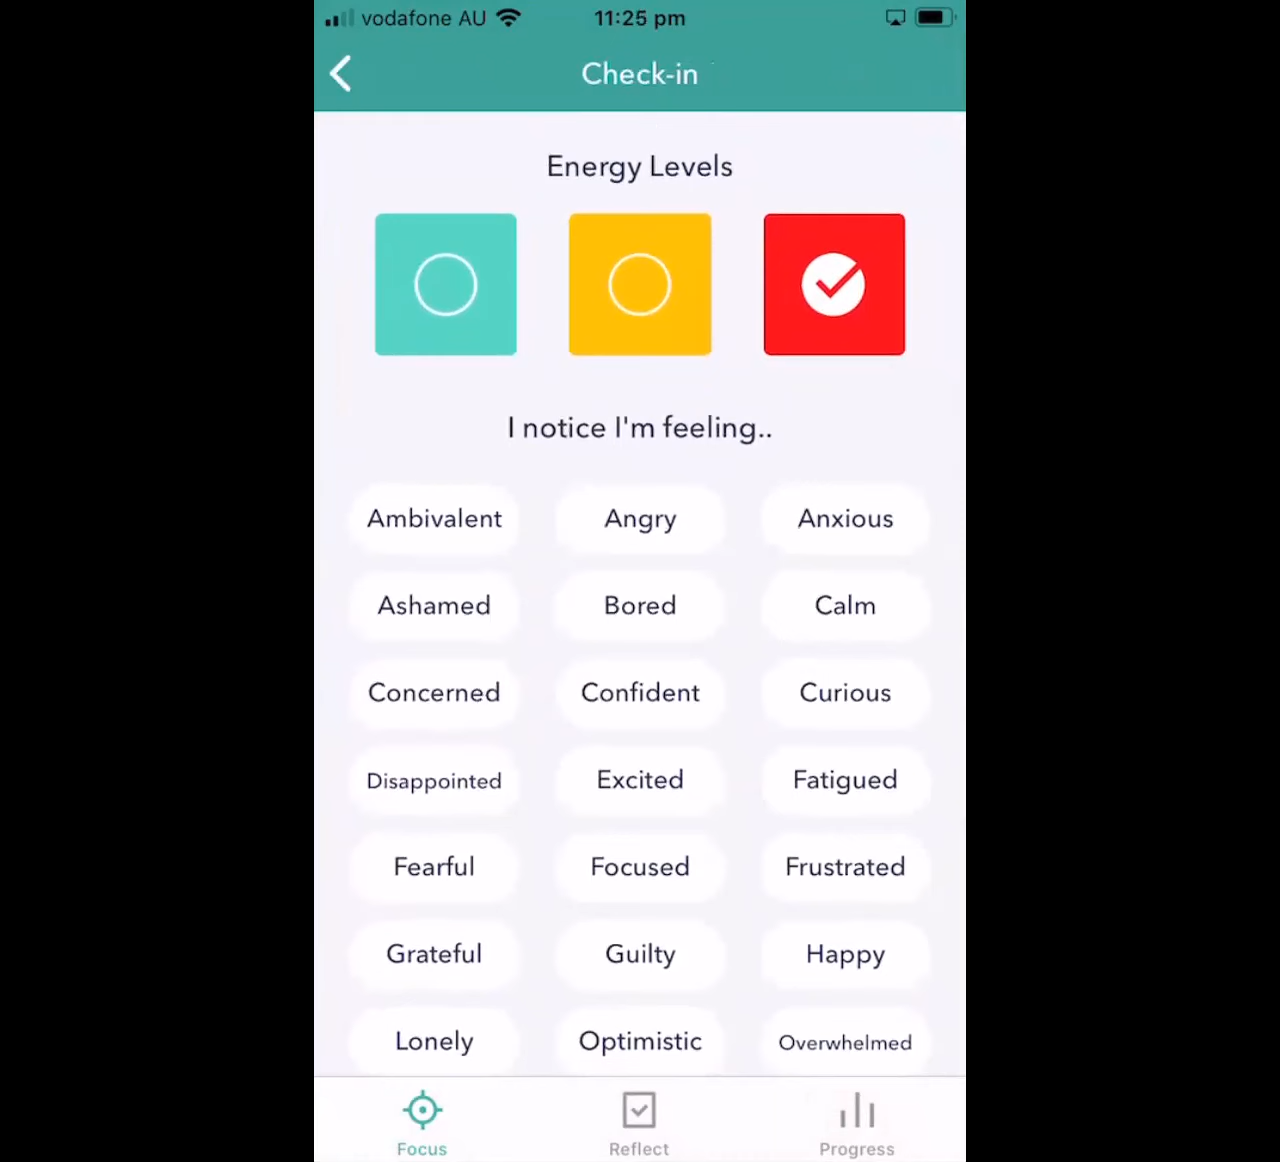 vodafone AU 11:25 pm
Check-in
Energy Levels
I notice I'm feeling..
Ambivalent Angry Anxious
Ashamed Bored Calm
Concerned Confident Curious
Disappointed Excited Fatigued
Fearful Focused Frustrated
Grateful Guilty Happy
Lonely Optimistic Overwhelmed
Focus Reflect Progress